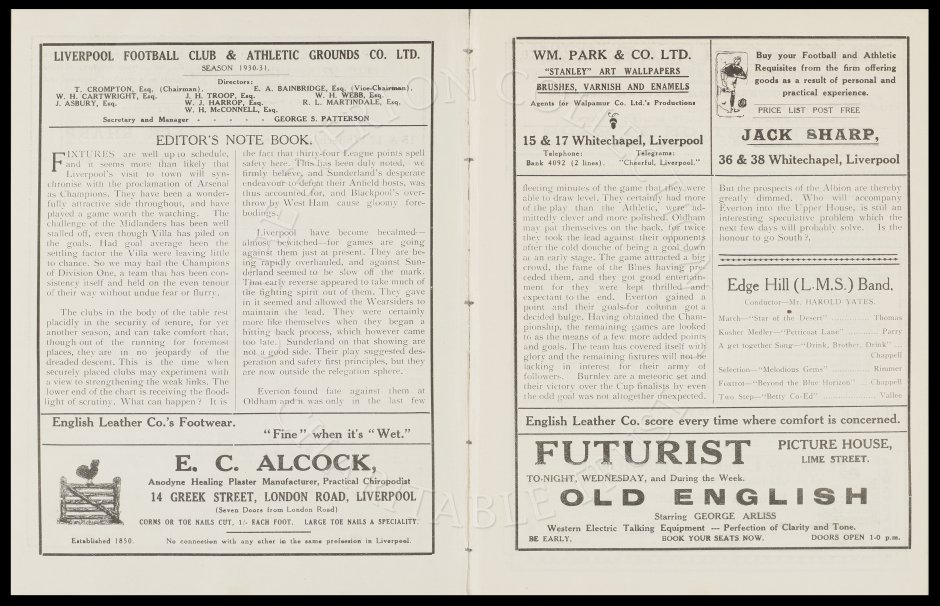 LIVERPOOL FOOTBALL CLUB & ATHLETIC GROUNDS CO. LTD.
SEASON 1930-31.
Directors:
T. CROMPTON, Esq. (Chairman). E. A. BAINBRIDGE, Esq. (Vice-Chairman).
W. H. CARTWRIGHT, Esq. J. H. TROOP, Esq. W. H. WEBB, Esq.
J. ASBURY, Esq. W. J. HARROP, Esq. R. L. MARTINDALE, Esq.
W. H. McCONNELL, Esq.
Secretary and Manager - - - - - GEORGE S. PATTERSON
EDITOR'S NOTE BOOK.
FIXTURES are well up to schedule,
and it seems more than likely that
Liverpool's visit to town will syn-
chronise with the proclamation of Arsenal
as Champions. They have been a wonder-
fully attractive side throughout, and have
played a game worth the watching. The
challenge of the Midlanders has been well
stalled off, even though Villa has piled on
the goals. Had goal average been the
settling factor the Villa were leaving little
to chance. So we may hail the Champions
of Division One, a team that has been con-
sistency itself and held on the even tenour
of their way without undue fear or flurry.
The clubs in the body of the table rest
placidly in the security of tenure, for yet
another season, and can take comfort that,
though out of the running for foremost
places, they are in no jeopardy of the
dreaded descent. This is the time when
securely placed clubs may experiment with
a view to strengthening the weak links. The
lower end of the chart is receiving the flood-
light of scrutiny. What can happen? It is
the fact that thirty-four League points spell
safety here. This has been duly noted, we
firmly believe, and Sunderland's desperate
endeavour to defeat their Anfield hosts, was
thus accounted for, and Blackpool's over-
throw by West Ham cause gloomy fore-
bodings.
Liverpool have become becalmed—
almost bewitched—for games are going
against them just at present. They are be-
ing rapidly overhauled, and against Sun-
derland seemed to be slow off the mark.
That early reverse appeared to take much of
the fighting spirit out of them. They gave
in it seemed and allowed the Wearsiders to
maintain the lead. They were certainly
more like themselves when they began a
hitting back process, which however came
too late. Sunderland on that showing are
not a good side. Their play suggested des-
peration and safety first principles, but they
are now outside the relegation sphere.
Everton found fate against them at
Oldham and it was only in the last few
English Leather Co.'s Footwear.
"Fine" when it's "Wet."
E. C. ALCOCK,
Anodyne Healing Plaster Manufacturer, Practical Chiropodist
14 GREEK STREET, LONDON ROAD, LIVERPOOL
(Seven Doors from London Road)
CORNS OR TOE NAILS CUT, 1/- EACH FOOT. LARGE TOE NAILS A SPECIALITY.
Established 1850. No connection with any other in the same profession in Liverpool.
WM. PARK & CO. LTD.
"STANLEY" ART WALLPAPERS
BRUSHES, VARNISH AND ENAMELS
Agents for Walpamur Co. Ltd.'s Productions
15 & 17 Whitechapel, Liverpool
Telephone: Telegrams:
Bank 4092 (2 lines). "Cheerful, Liverpool."
Buy your Football and Athletic
Requisites from the firm offering
goods as a result of personal and
practical experience.
PRICE LIST POST FREE
JACK SHARP,
36 & 38 Whitechapel, Liverpool
fleeting minutes of the game that they were
able to draw level. They certainly had more
of the play than the Athletic, were ad-
mittedly clever and more polished. Oldham
may pat themselves on the back, for twice
they took the lead against their opponents
after the cold douche of being a goal down
at an early stage. The game attracted a big
crowd, the fame of the Blues having pre-
ceded them, and they got good entertain-
ment for they were kept thrilled and
expectant to the end. Everton gained a
point and their goals-for column got a
decided bulge. Having obtained the Cham-
pionship, the remaining games are looked
to as the means of a few more added points
and goals. The team has covered itself with
glory and the remaining fixtures will not be
lacking in interest for their army of
followers. Burnley are a meteoric set and
their victory over the Cup finalists by even
the odd goal was not altogether unexpected.
But the prospects of the Albion are thereby
greatly dimmed. Who will accompany
Everton into the Upper House, is still an
interesting speculative problem which the
next few days will probably solve. Is the
honour to go South?
Edge Hill (L.M.S.) Band.
Conductor—Mr. HAROLD YATES.
March—"Star of the Desert" ............... Thomas
Kosher Medley—"Petticoat Lane" ......... Parry
A get together Song—"Drink, Brother, Drink" ...
Chappell
Selection—"Melodious Gems" ............ Rimmer
Foxtrot—"Beyond the Blue Horizon" ... Chappell
Two Step—"Betty Co-Ed" ............... Vallee
English Leather Co. score every time where comfort is concerned.
FUTURIST PICTURE HOUSE,
LIME STREET.
TO-NIGHT, WEDNESDAY, and During the Week.
OLD ENGLISH
Starring GEORGE ARLISS
Western Electric Talking Equipment --- Perfection of Clarity and Tone.
BE EARLY. BOOK YOUR SEATS NOW. DOORS OPEN 1-0 p.m.